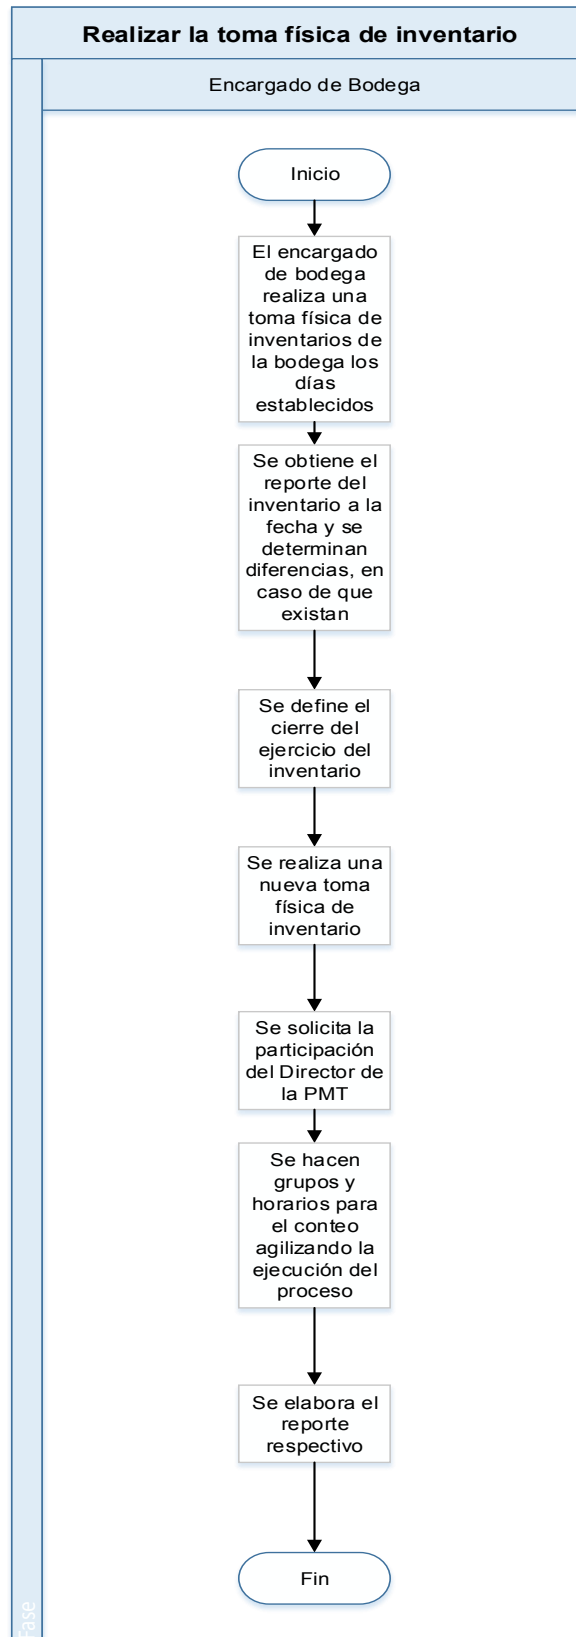 Realizar la toma física de inventario
Encargado de Bodega
Inicio
El encargado
de bodega
realiza una
toma física de
inventarios de
la bodega los
días
establecidos
Se obtiene el
reporte del
inventario a la
fecha y se
determinan
diferencias, en
caso de que
existan
Se define el
cierre del
ejercicio del
inventario
Se realiza una
nueva toma
física de
inventario
Se solicita la
participación
del Director de
la PMT
Se hacen
grupos y
horarios para
el conteo
agilizando la
ejecución del
proceso
Se elabora el
reporte
respectivo
Fin
Fase